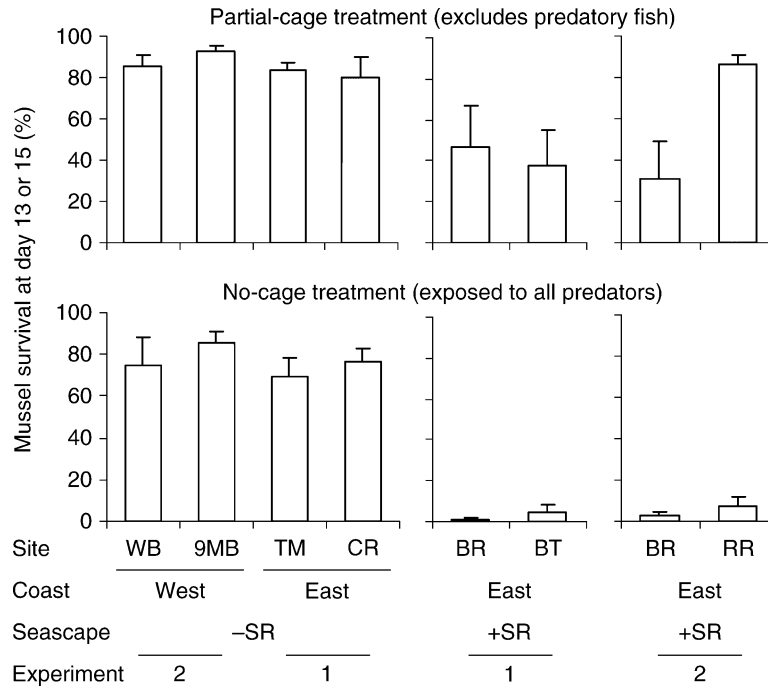 Partial-cage treatment (excludes predatory fish)
Mussel survival at day 13 or 15 (%)
100
80
60
40
20
0
No-cage treatment (exposed to all predators)
100
80
60
40
20
0
Site WB 9MB TM CR BR BT BR RR
Coast West East East East
Seascape –SR +SR +SR
Experiment 2 1 1 2